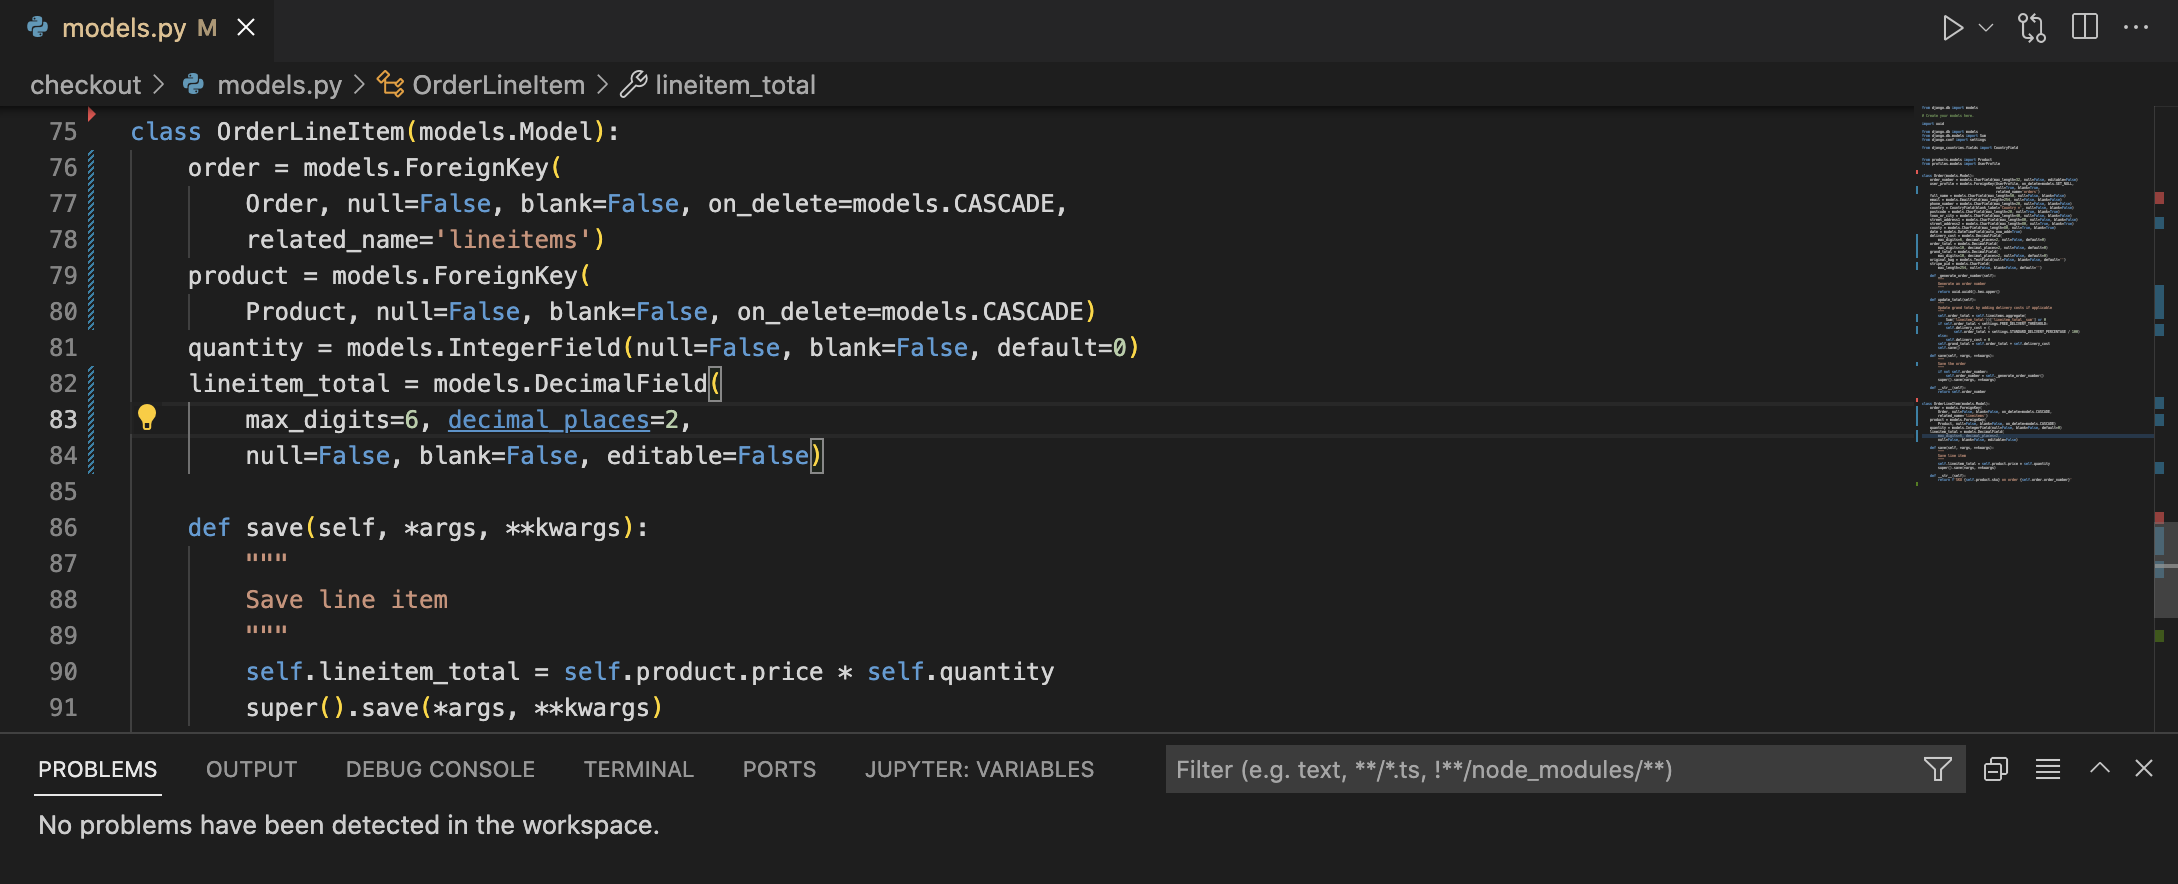 models.py M
checkout > models.py > OrderLineItem > lineitem_total
75 class OrderLineItem(models.Model):
76 order = models.ForeignKey(
77 Order, null=False, blank=False, on_delete=models.CASCADE,
78 related_name='lineitems')
79 product = models.ForeignKey(
80 Product, null=False, blank=False, on_delete=models.CASCADE)
81 quantity = models.IntegerField(null=False, blank=False, default=0)
82 lineitem_total = models.DecimalField(
83 max_digits=6, decimal_places=2,
84 null=False, blank=False, editable=False)
85
86 def save(self, *args, **kwargs):
87 """
88 Save line item
89 """
90 self.lineitem_total = self.product.price * self.quantity
91 super().save(*args, **kwargs)
PROBLEMS OUTPUT DEBUG CONSOLE TERMINAL PORTS JUPYTER: VARIABLES Filter (e.g. text, **/*.ts, !**/node_modules/**)
No problems have been detected in the workspace.